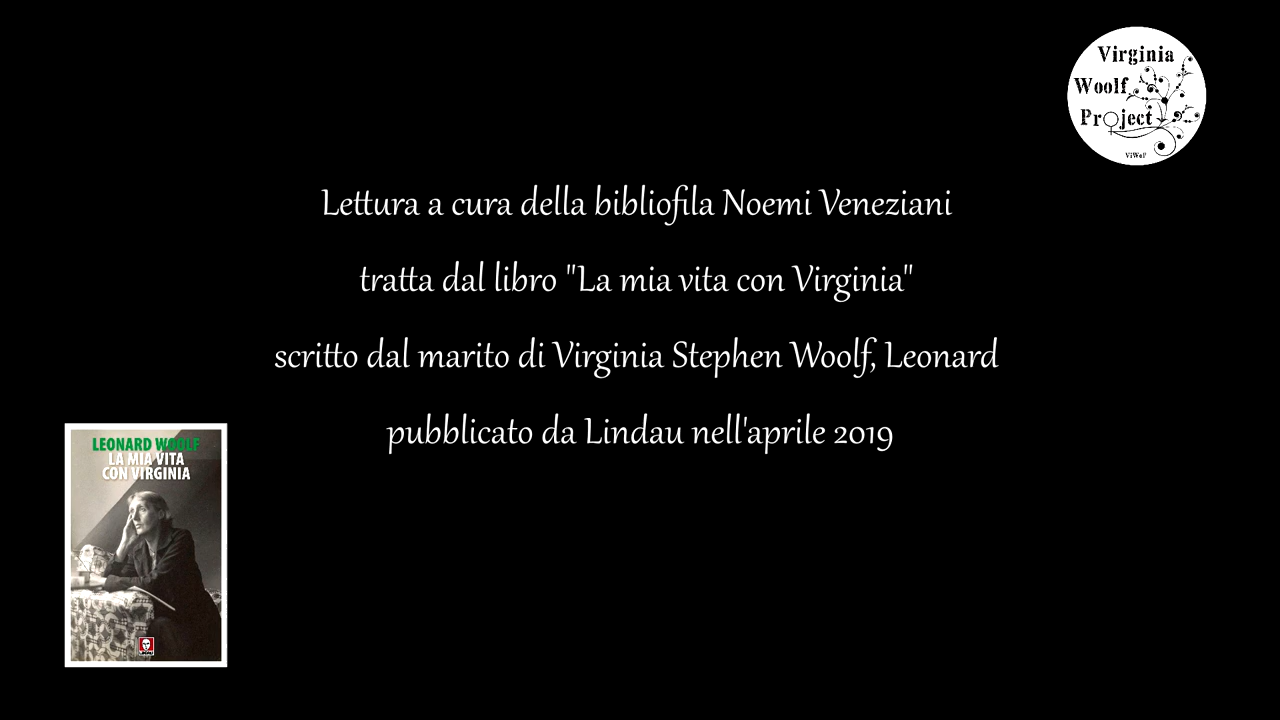 Virginia
Woolf
Project
ViWoP
Lettura a cura della bibliofila Noemi Veneziani
tratta dal libro "La mia vita con Virginia"
scritto dal marito di Virginia Stephen Woolf, Leonard
pubblicato da Lindau nell'aprile 2019
LEONARD WOOLF
LA MIA VITA
CON VIRGINIA